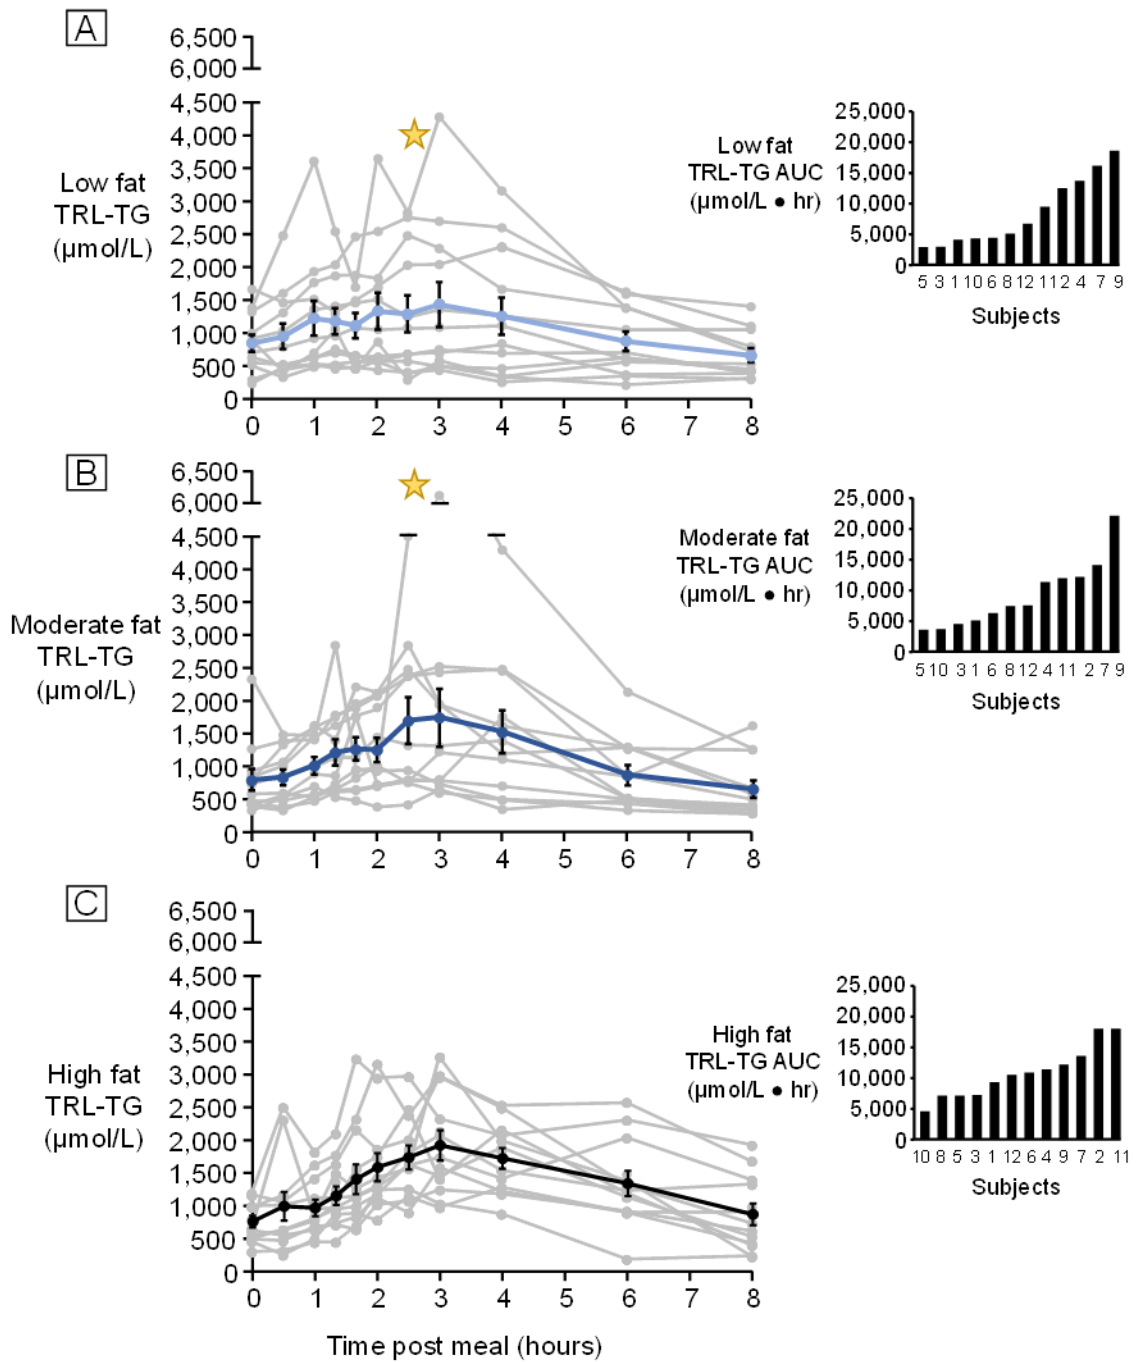 A
6,500
6,000
4,500
4,000
3,500
3,000
2,500
2,000
1,500
1,000
500
0
Low fat
TRL-TG
(µmol/L)
0 1 2 3 4 5 6 7 8
Low fat
TRL-TG AUC
(µmol/L • hr)
25,000
20,000
15,000
10,000
5,000
0
5 3 1 10 6 8 12 11 2 4 7 9
Subjects
B
6,500
6,000
4,500
4,000
3,500
3,000
2,500
2,000
1,500
1,000
500
0
Moderate fat
TRL-TG
(µmol/L)
0 1 2 3 4 5 6 7 8
Moderate fat
TRL-TG AUC
(µmol/L • hr)
25,000
20,000
15,000
10,000
5,000
0
5 10 3 1 6 8 12 4 11 2 7 9
Subjects
C
6,500
6,000
4,500
4,000
3,500
3,000
2,500
2,000
1,500
1,000
500
0
High fat
TRL-TG
(µmol/L)
0 1 2 3 4 5 6 7 8
Time post meal (hours)
High fat
TRL-TG AUC
(µmol/L • hr)
25,000
20,000
15,000
10,000
5,000
0
10 8 5 3 1 12 6 4 9 7 2 11
Subjects